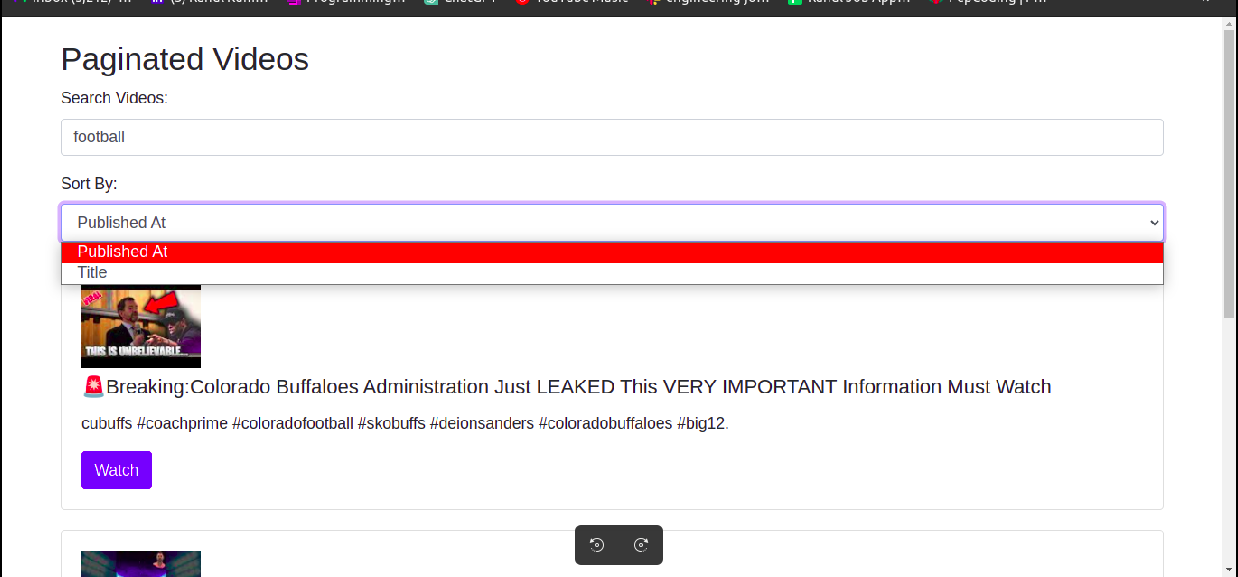 Paginated Videos
Search Videos:
football
Sort By:
Published At
Published At
Title
VIRAL
THIS IS UNBELIEVABLE...
🚨Breaking:Colorado Buffaloes Administration Just LEAKED This VERY IMPORTANT Information Must Watch
cubuffs #coachprime #coloradofootball #skobuffs #deionsanders #coloradobuffaloes #big12.
Watch